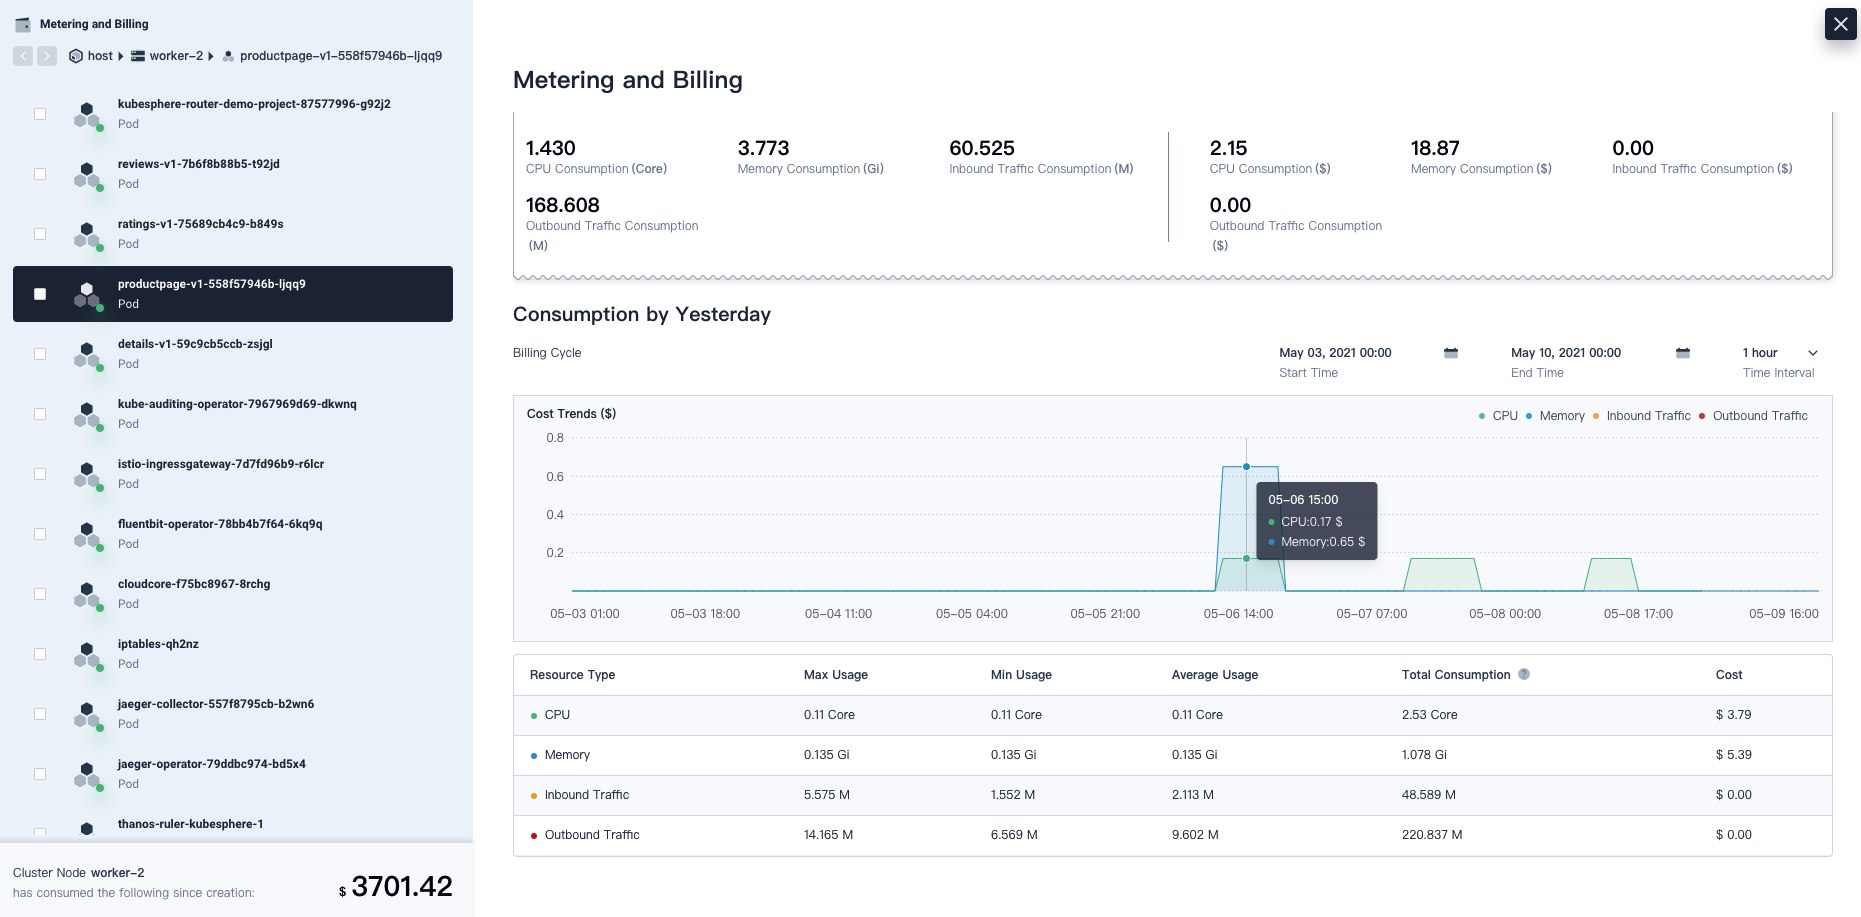 Metering and Billing
host worker-2 productpage-v1-558f57946b-ljqq9
kubesphere-router-demo-project-87577996-g92j2
Pod
reviews-v1-7b6f8b88b5-t92jd
Pod
ratings-v1-75689cb4c9-b849s
Pod
productpage-v1-558f57946b-ljqq9
Pod
details-v1-59c9cb5ccb-zsjgl
Pod
kube-auditing-operator-7967969d69-dkwnq
Pod
istio-ingressgateway-7d7fd96b9-r6lcr
Pod
fluentbit-operator-78bb4b7f64-6kq9q
Pod
cloudcore-f75bc8967-8rchg
Pod
iptables-qh2nz
Pod
jaeger-collector-557f8795cb-b2wn6
Pod
jaeger-operator-79ddbc974-bd5x4
Pod
thanos-ruler-kubesphere-1
Cluster Node worker-2
has consumed the following since creation:
$ 3701.42
Metering and Billing
1.430 3.773 60.525 2.15 18.87 0.00
CPU Consumption (Core) Memory Consumption (Gi) Inbound Traffic Consumption (M) CPU Consumption ($) Memory Consumption ($) Inbound Traffic Consumption ($)
168.608 0.00
Outbound Traffic Consumption Outbound Traffic Consumption
(M) ($)
Consumption by Yesterday
Billing Cycle May 03, 2021 00:00 May 10, 2021 00:00 1 hour
Start Time End Time Time Interval
Cost Trends ($) CPU Memory Inbound Traffic Outbound Traffic
0.8
0.6
0.4
0.2
05-06 15:00
CPU:0.17 $
Memory:0.65 $
05-03 01:00 05-03 18:00 05-04 11:00 05-05 04:00 05-05 21:00 05-06 14:00 05-07 07:00 05-08 00:00 05-08 17:00 05-09 16:00
Resource Type Max Usage Min Usage Average Usage Total Consumption ? Cost
CPU 0.11 Core 0.11 Core 0.11 Core 2.53 Core $ 3.79
Memory 0.135 Gi 0.135 Gi 0.135 Gi 1.078 Gi $ 5.39
Inbound Traffic 5.575 M 1.552 M 2.113 M 48.589 M $ 0.00
Outbound Traffic 14.165 M 6.569 M 9.602 M 220.837 M $ 0.00